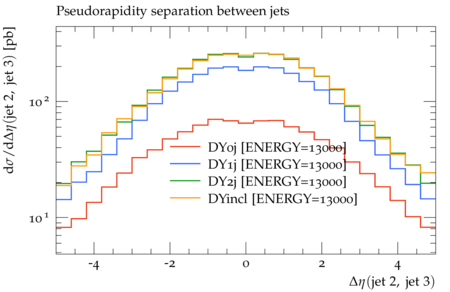 Pseudorapidity separation between jets
dσ/dΔη(jet 2, jet 3) [pb]
10²
10¹
DY0j [ENERGY=13000]
DY1j [ENERGY=13000]
DY2j [ENERGY=13000]
DYincl [ENERGY=13000]
-4 -2 0 2 4
Δη(jet 2, jet 3)